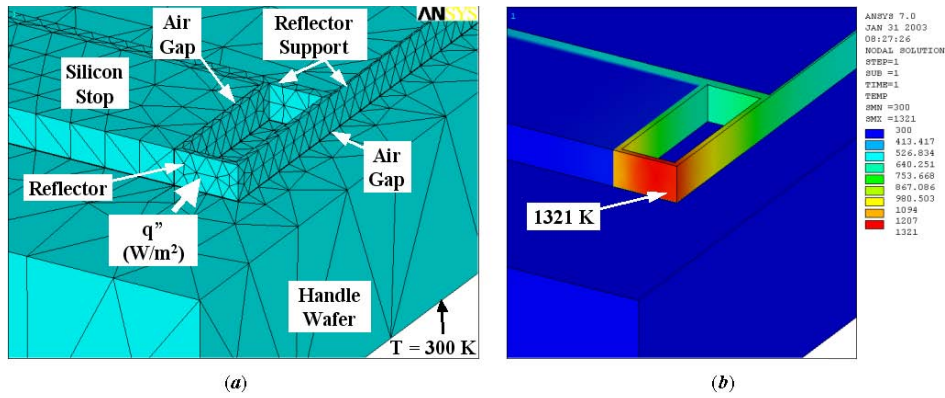 1
ANSYS
Air
Gap
Reflector
Support
Silicon
Stop
Air
Gap
Reflector
q”
(W/m²)
Handle
Wafer
T = 300 K
(a)
1
1321 K
(b)
ANSYS 7.0
JAN 31 2003
08:27:26
NODAL SOLUTION
STEP=1
SUB =1
TIME=1
TEMP
SMN =300
SMX =1321
300
413.417
526.834
640.251
753.668
867.086
980.503
1094
1207
1321